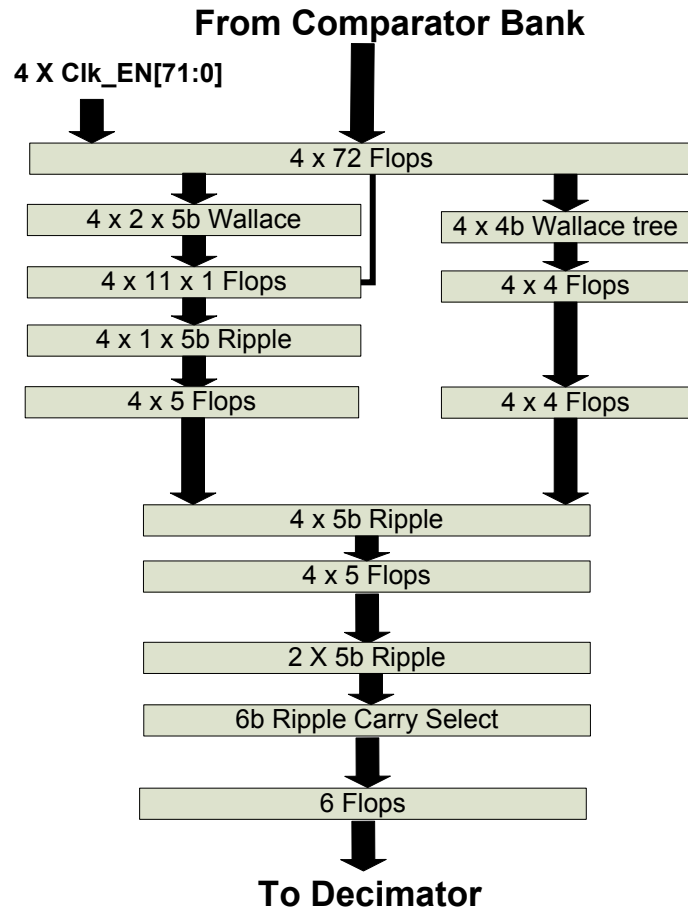 From Comparator Bank
4 X Clk_EN[71:0]
4 x 72 Flops
4 x 2 x 5b Wallace
4 x 4b Wallace tree
4 x 11 x 1 Flops
4 x 4 Flops
4 x 1 x 5b Ripple
4 x 5 Flops
4 x 4 Flops
4 x 5b Ripple
4 x 5 Flops
2 X 5b Ripple
6b Ripple Carry Select
6 Flops
To Decimator